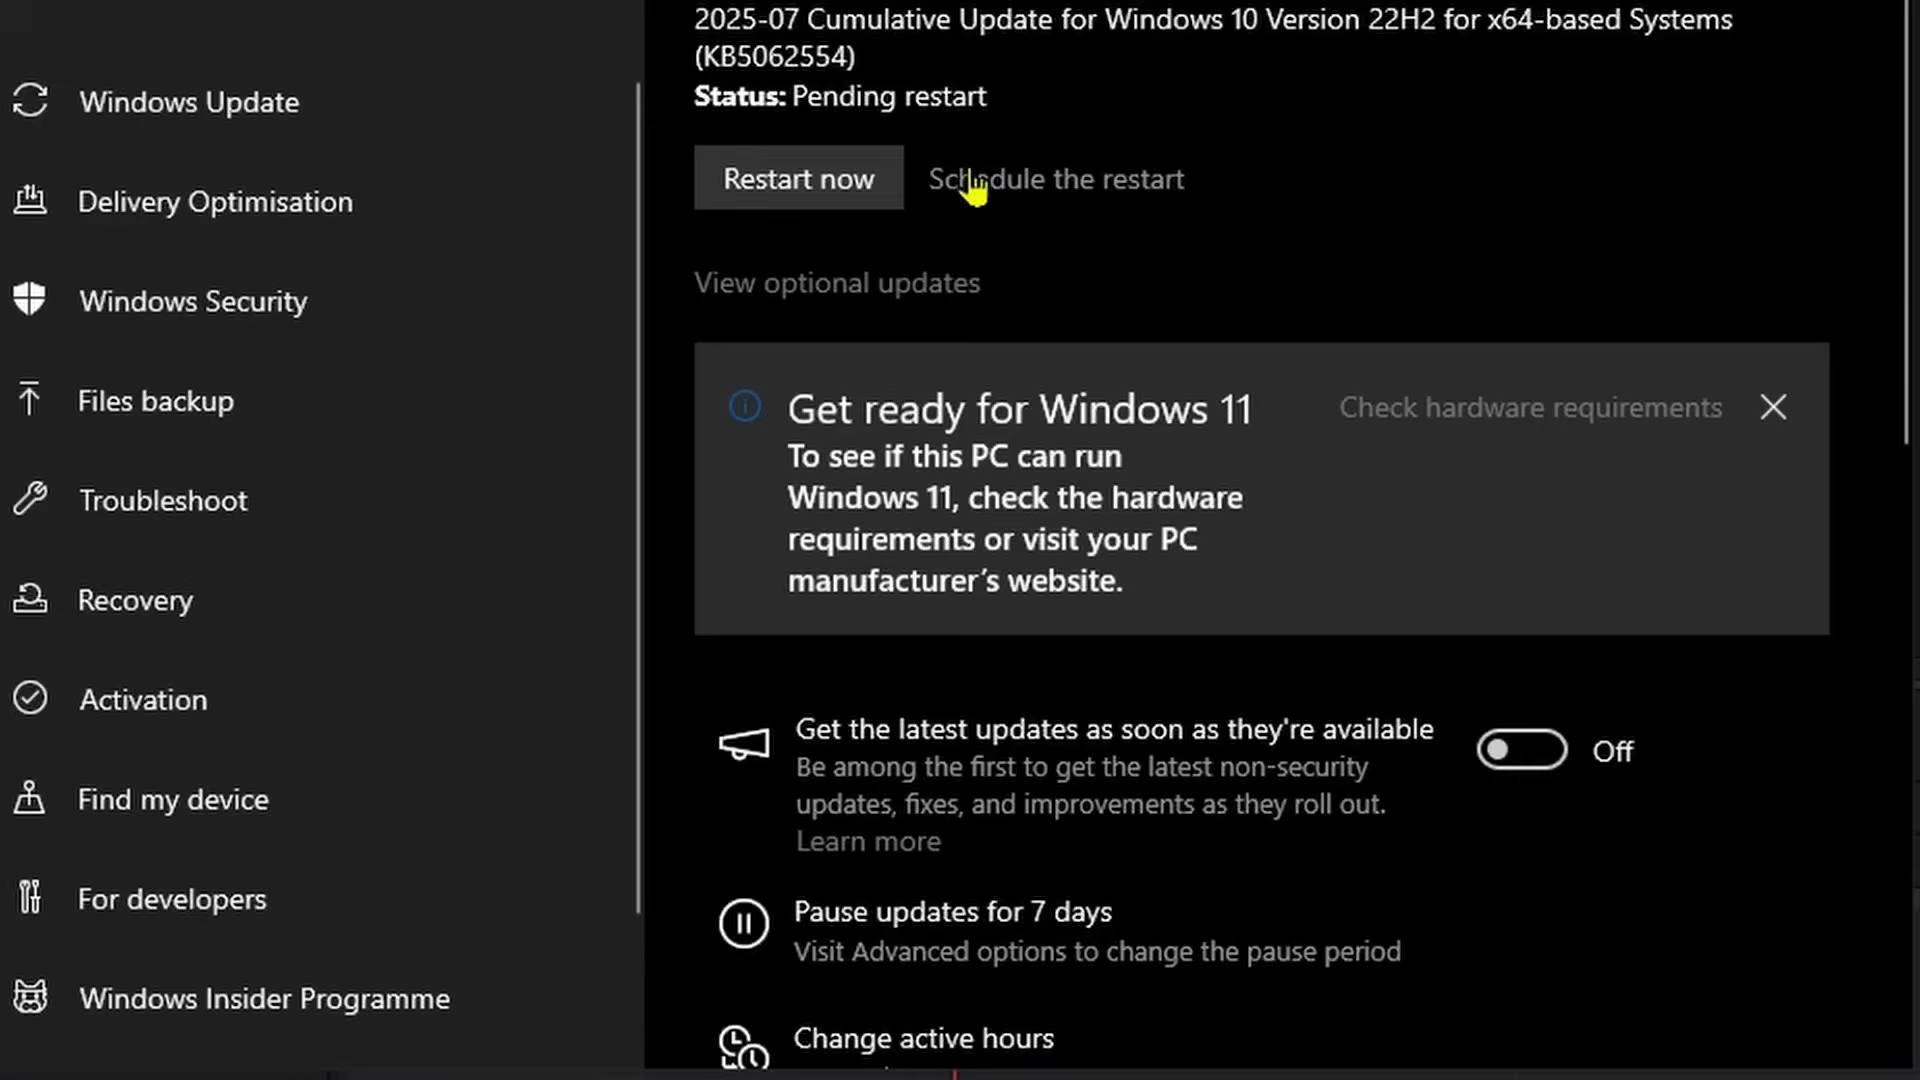 Windows Update
Delivery Optimisation
Windows Security
Files backup
Troubleshoot
Recovery
Activation
Find my device
For developers
Windows Insider Programme
2025-07 Cumulative Update for Windows 10 Version 22H2 for x64-based Systems
(KB5062554)
Status: Pending restart
Restart now
Schedule the restart
View optional updates
Get ready for Windows 11
Check hardware requirements
To see if this PC can run
Windows 11, check the hardware
requirements or visit your PC
manufacturer’s website.
Get the latest updates as soon as they're available
Off
Be among the first to get the latest non-security
updates, fixes, and improvements as they roll out.
Learn more
Pause updates for 7 days
Visit Advanced options to change the pause period
Change active hours